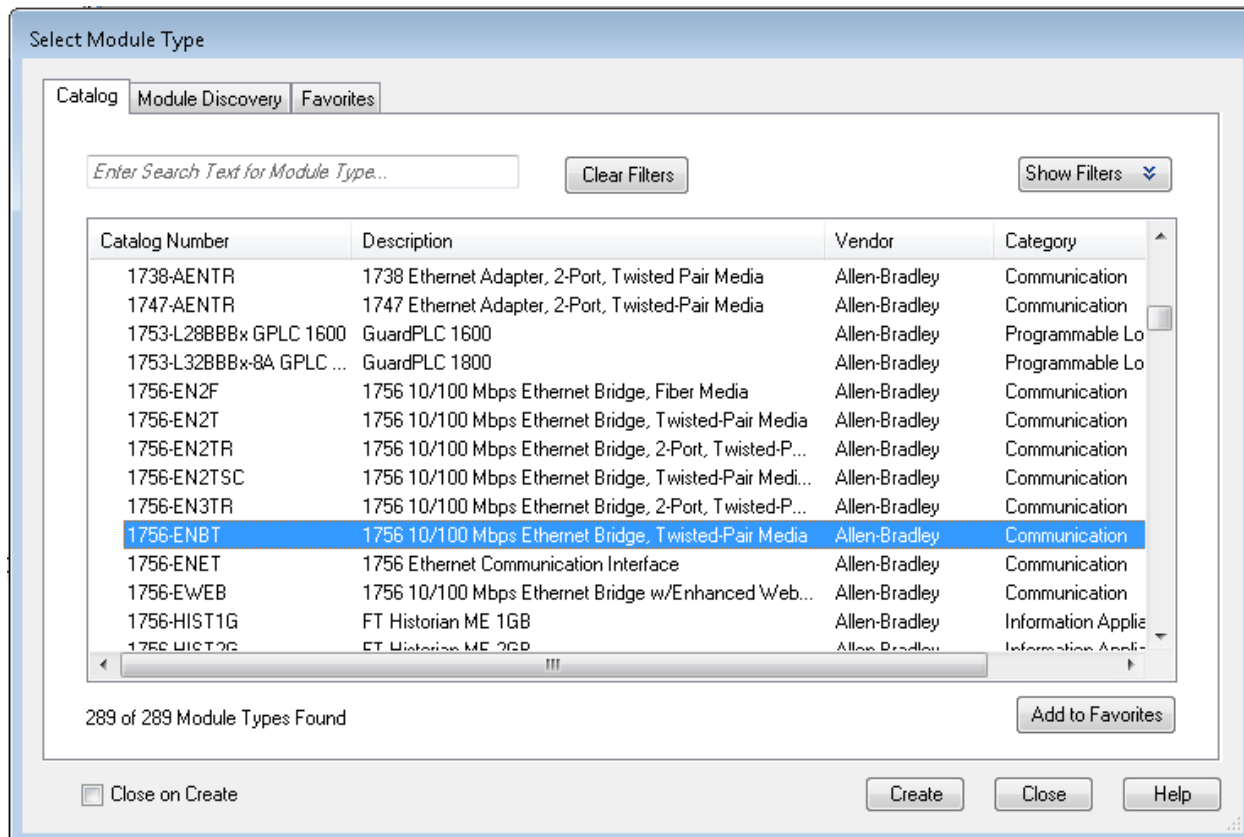 Select Module Type
Catalog Module Discovery Favorites
Enter Search Text for Module Type... Clear Filters Show Filters
Catalog Number Description Vendor Category
1738-AENTR 1738 Ethernet Adapter, 2-Port, Twisted Pair Media Allen-Bradley Communication
1747-AENTR 1747 Ethernet Adapter, 2-Port, Twisted-Pair Media Allen-Bradley Communication
1753-L28BBBx GPLC 1600 GuardPLC 1600 Allen-Bradley Programmable Lo
1753-L32BBBx-8A GPLC ... GuardPLC 1800 Allen-Bradley Programmable Lo
1756-EN2F 1756 10/100 Mbps Ethernet Bridge, Fiber Media Allen-Bradley Communication
1756-EN2T 1756 10/100 Mbps Ethernet Bridge, Twisted-Pair Media Allen-Bradley Communication
1756-EN2TR 1756 10/100 Mbps Ethernet Bridge, 2-Port, Twisted-P... Allen-Bradley Communication
1756-EN2TSC 1756 10/100 Mbps Ethernet Bridge, Twisted-Pair Medi... Allen-Bradley Communication
1756-EN3TR 1756 10/100 Mbps Ethernet Bridge, 2-Port, Twisted-P... Allen-Bradley Communication
1756-ENBT 1756 10/100 Mbps Ethernet Bridge, Twisted-Pair Media Allen-Bradley Communication
1756-ENET 1756 Ethernet Communication Interface Allen-Bradley Communication
1756-EWEB 1756 10/100 Mbps Ethernet Bridge w/Enhanced Web... Allen-Bradley Communication
1756-HIST1G FT Historian ME 1GB Allen-Bradley Information Applia
1756-HIST2G FT Historian ME 2GB Allen-Bradley Information Applia
289 of 289 Module Types Found Add to Favorites
Close on Create Create Close Help